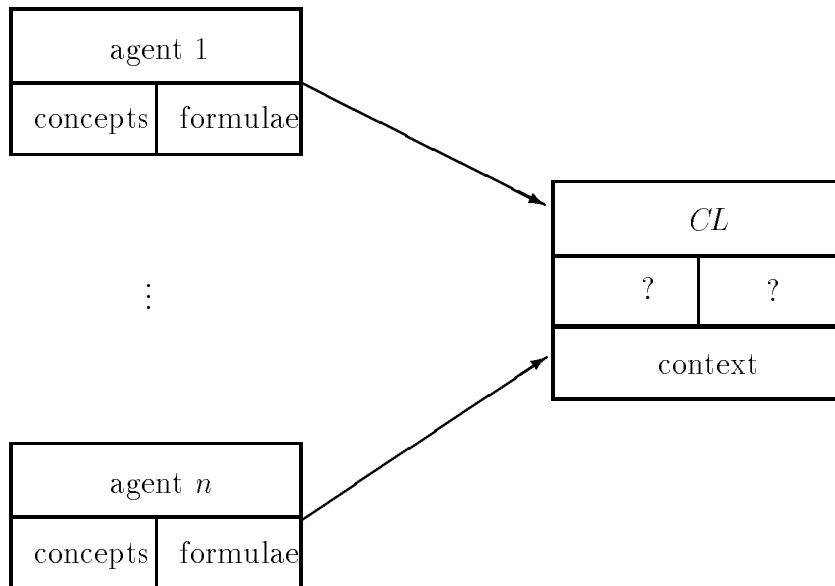 agent 1
concepts formulae
CL
? ?
⋮
context
agent n
concepts formulae